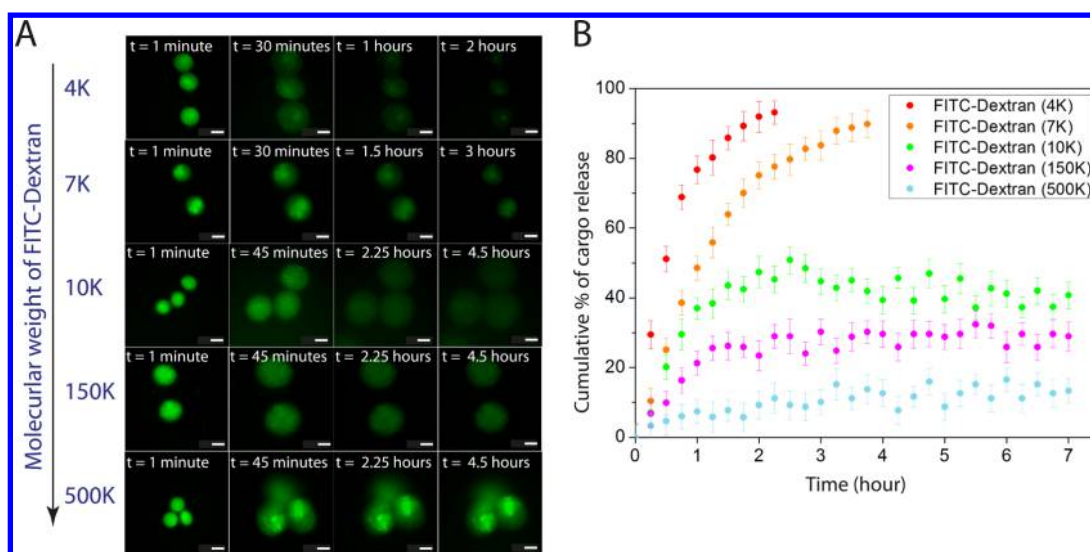 A
Molecurlar weight of FITC-Dextran
4K
t = 1 minute
t = 30 minutes
t = 1 hours
t = 2 hours
7K
t = 1 minute
t = 30 minutes
t = 1.5 hours
t = 3 hours
10K
t = 1 minute
t = 45 minutes
t = 2.25 hours
t = 4.5 hours
150K
t = 1 minute
t = 45 minutes
t = 2.25 hours
t = 4.5 hours
500K
t = 1 minute
t = 45 minutes
t = 2.25 hours
t = 4.5 hours
B
Cumulative % of cargo release
100
80
60
40
20
0
FITC-Dextran (4K)
FITC-Dextran (7K)
FITC-Dextran (10K)
FITC-Dextran (150K)
FITC-Dextran (500K)
0 1 2 3 4 5 6 7
Time (hour)